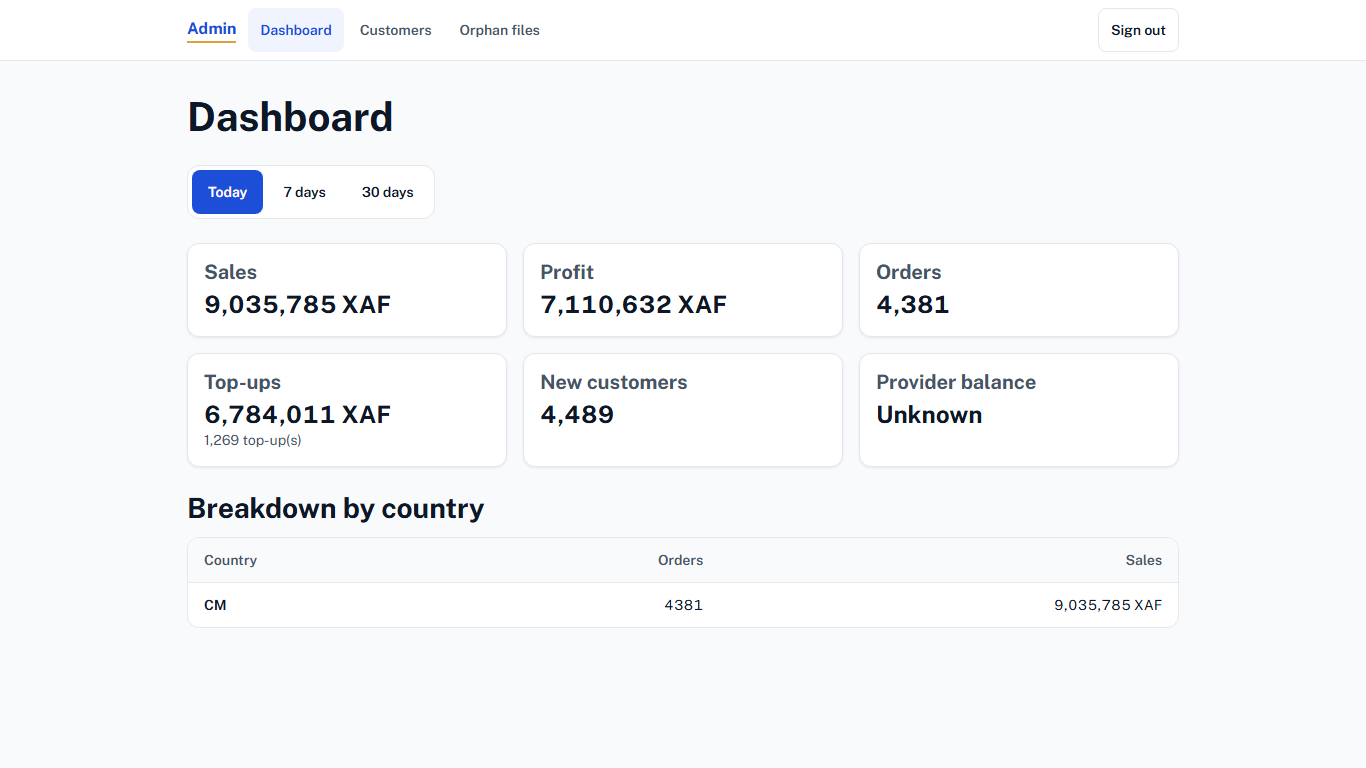 Admin Dashboard Customers Orphan files Sign out
Dashboard
Today 7 days 30 days
Sales Profit Orders
9,035,785 XAF 7,110,632 XAF 4,381
Top-ups New customers Provider balance
6,784,011 XAF 4,489 Unknown
1,269 top-up(s)
Breakdown by country
Country Orders Sales
CM 4381 9,035,785 XAF